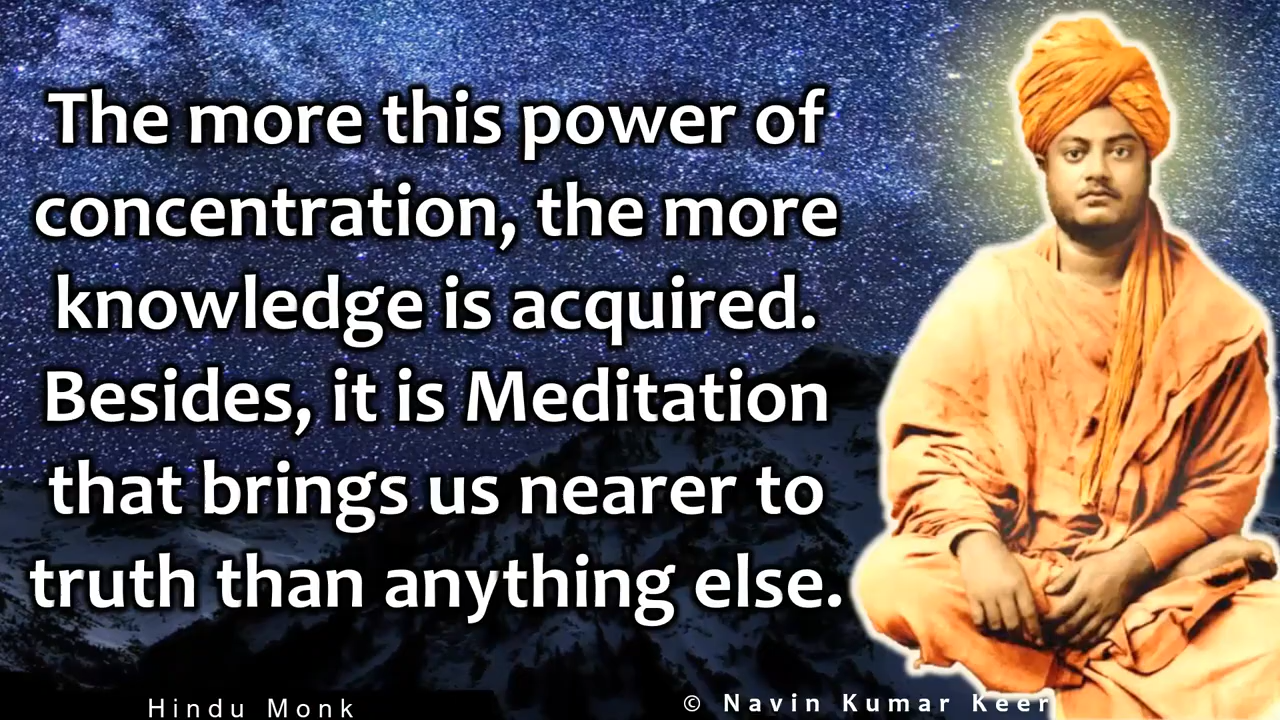 The more this power of
concentration, the more
knowledge is acquired.
Besides, it is Meditation
that brings us nearer to
truth than anything else.
Hindu Monk
© Navin Kumar Keer